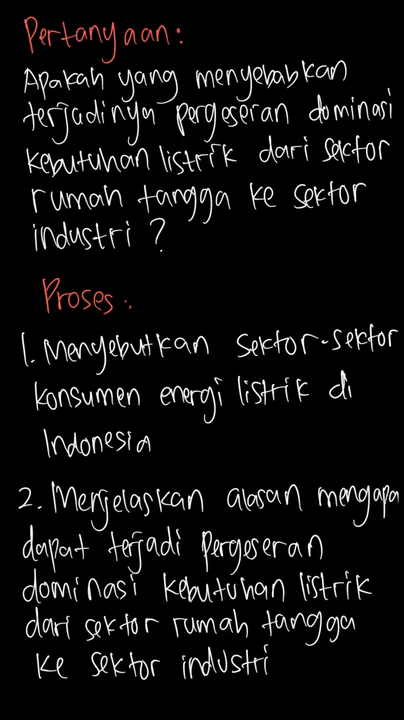 Pertanyaan:
Apakah yang menyebabkan
terjadinya pergeseran dominasi
kebutuhan listrik dari sector
rumah tangga ke sektor
industri?
Proses:
1. Menyebutkan sektor-sektor
konsumen energi listrik di
Indonesia
2. Menjelaskan alasan mengapa
dapat terjadi pergeseran
dominasi kebutuhan listrik
dari sektor rumah tangga
ke sektor industri